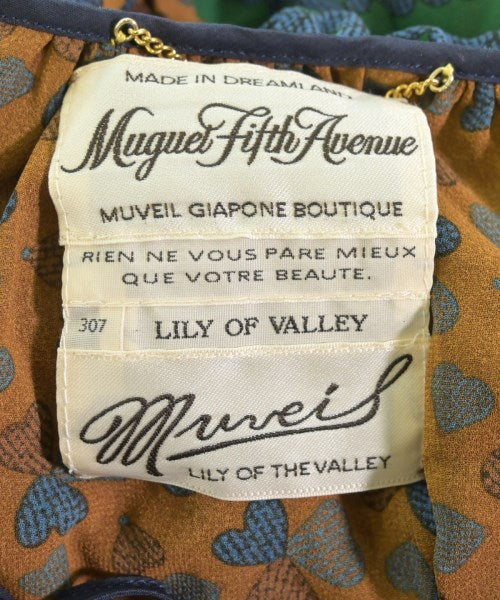 MADE IN DREAMLAND
Muguet Fifth Avenue
MUVEIL GIAPONE BOUTIQUE
RIEN NE VOUS PARE MIEUX
QUE VOTRE BEAUTE.
307 LILY OF VALLEY
Muveil
LILY OF THE VALLEY